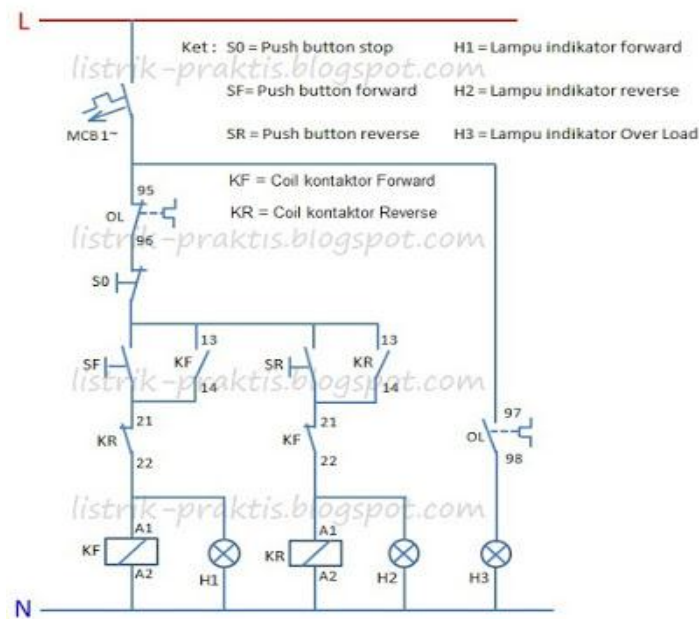 L
Ket : S0 = Push button stop H1 = Lampu indikator forward
listrik-praktis.blogspot.com
SF= Push button forward H2 = Lampu indikator reverse
MCB 1~
SR = Push button reverse H3 = Lampu indikator Over Load
KF = Coil kontaktor Forward
95
OL
KR = Coil kontaktor Reverse
96
listrik-praktis.blogspot.com
S0
13 13
SF KF SR KR
14 14
listrik-praktis.blogspot.com
21 21 97
KR KF OL
22 22 98
listrik-praktis.blogspot.com
A1 A1
KF KR
A2 H1 A2 H2 H3
N